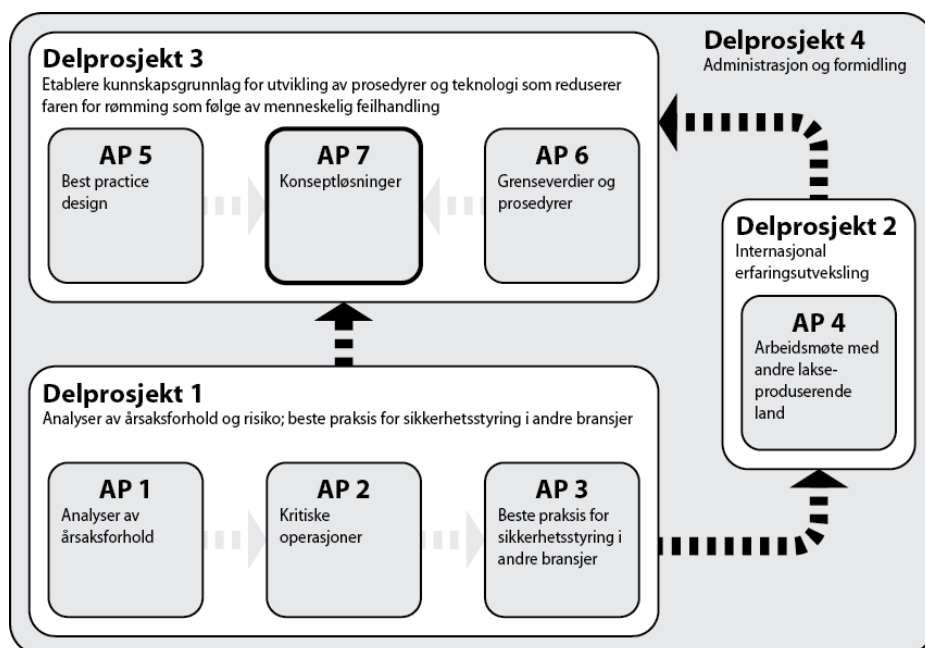 Delprosjekt 3
Etablere kunnskapsgrunnlag for utvikling av prosedyrer og teknologi som reduserer
faren for rømming som følge av menneskelig feilhandling
AP 5
Best practice
design
AP 7
Konseptløsninger
AP 6
Grenseverdier og
prosedyrer
Delprosjekt 4
Administrasjon og formidling
Delprosjekt 2
Internasjonal
erfaringsutveksling
AP 4
Arbeidsmøte med
andre lakse-
produserende
land
Delprosjekt 1
Analyser av årsaksforhold og risiko; beste praksis for sikkerhetsstyring i andre bransjer
AP 1
Analyser av
årsaksforhold
AP 2
Kritiske
operasjoner
AP 3
Beste praksis for
sikkerhetsstyring i
andre bransjer